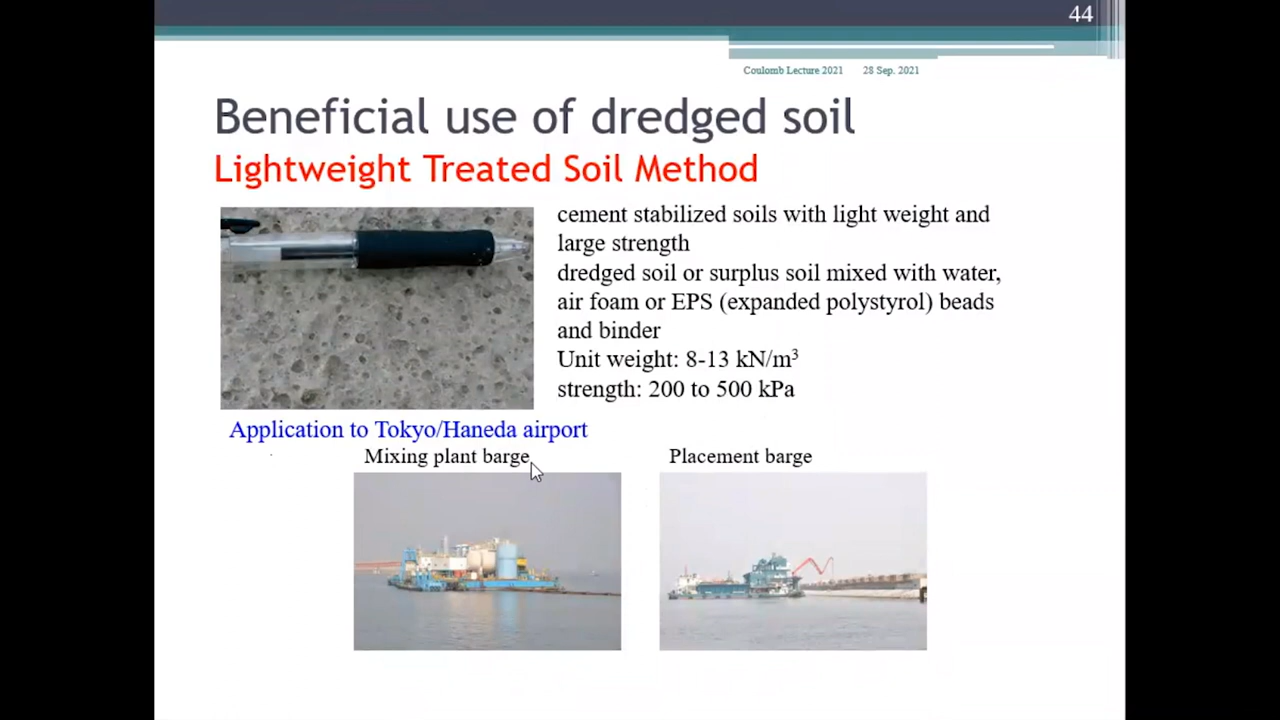 44
Coulomb Lecture 2021 28 Sep. 2021
Beneficial use of dredged soil
Lightweight Treated Soil Method
cement stabilized soils with light weight and
large strength
dredged soil or surplus soil mixed with water,
air foam or EPS (expanded polystyrol) beads
and binder
Unit weight: 8-13 kN/m³
strength: 200 to 500 kPa
Application to Tokyo/Haneda airport
Mixing plant barge
Placement barge